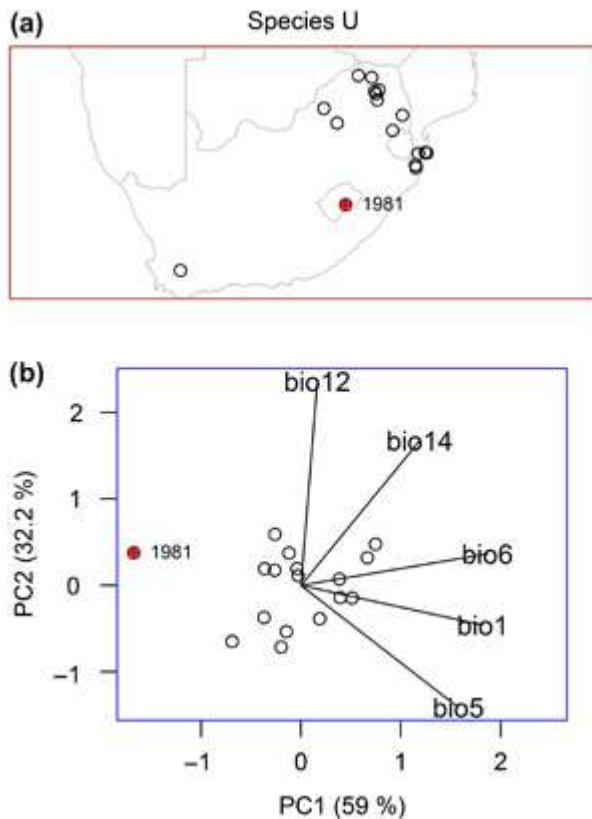 (a) Species U
1981
(b)
bio12
2
bio14
1
1981
bio6
0
bio1
−1
bio5
PC2 (32.2 %)
−1 0 1 2
PC1 (59 %)